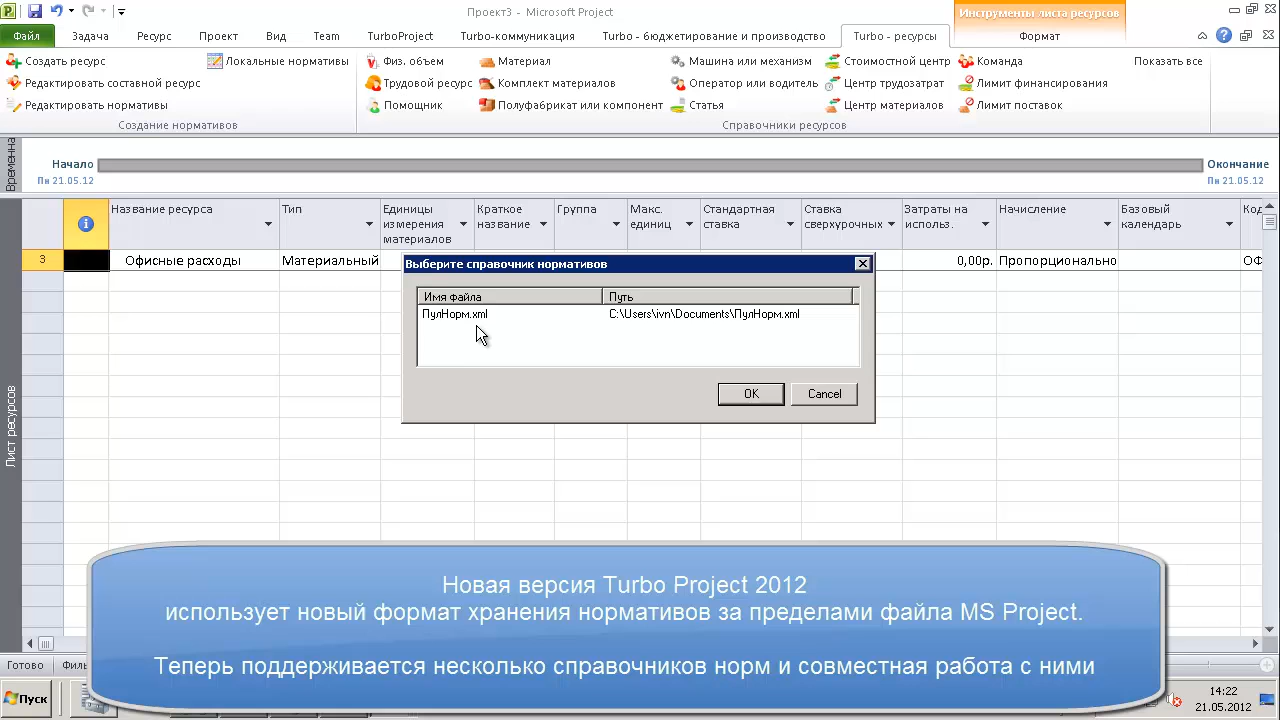 Проект3 - Microsoft Project
Инструменты листа ресурсов
Файл Задача Ресурс Проект Вид Team TurboProject Turbo-коммуникация Turbo - бюджетирование и производство Turbo - ресурсы Формат
Создать ресурс Локальные нормативы Физ. объем Материал Машина или механизм Стоимостной центр Команда Показать все
Редактировать состаной ресурс Трудовой ресурс Комплект материалов Оператор или водитель Центр трудозатрат Лимит финансирования
Редактировать нормативы Помощник Полуфабрикат или компонент Статья Центр материалов Лимит поставок
Создание нормативов Справочники ресурсов
Временна
Начало Окончание
Пн 21.05.12 Пн 21.05.12
Название ресурса Тип Единицы измерения материалов Краткое название Группа Макс. единиц Стандартная ставка Ставка сверхурочных Затраты на использ. Начисление Базовый календарь Код
3 Офисные расходы Материальный 0,00р. Пропорционально ОФ
Выберите справочник нормативов
Имя файла Путь
ПулНорм.xml C:\Users\ivn\Documents\ПулНорм.xml
OK Cancel
Лист ресурсов
Новая версия Turbo Project 2012
использует новый формат хранения нормативов за пределами файла MS Project.
Теперь поддерживается несколько справочников норм и совместная работа с ними
Готово Филь
Пуск
14:22
21.05.2012